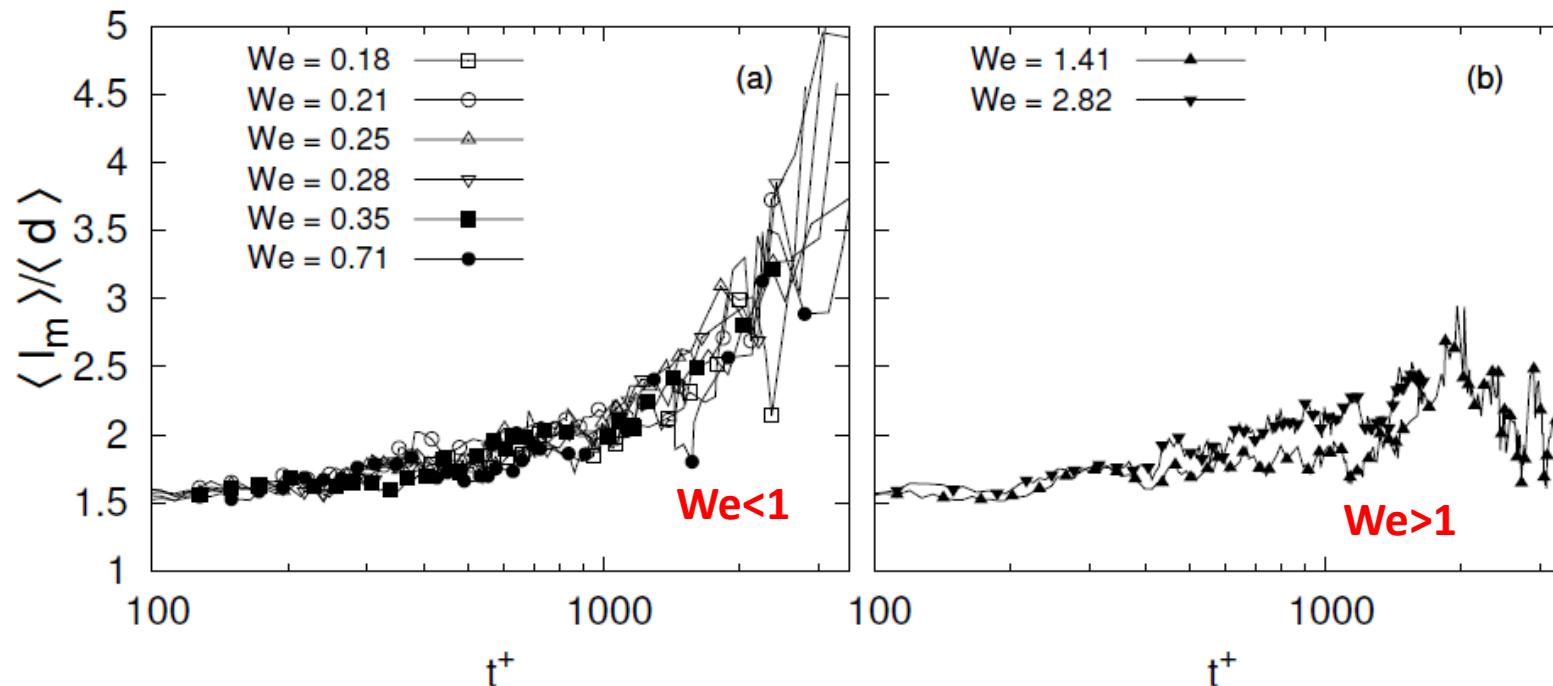 5
4.5
4
3.5
3
2.5
2
1.5
1
⟨ l_m ⟩/⟨ d ⟩
We = 0.18
We = 0.21
We = 0.25
We = 0.28
We = 0.35
We = 0.71
(a)
We<1
100
1000
t^+
We = 1.41
We = 2.82
(b)
We>1
100
1000
t^+